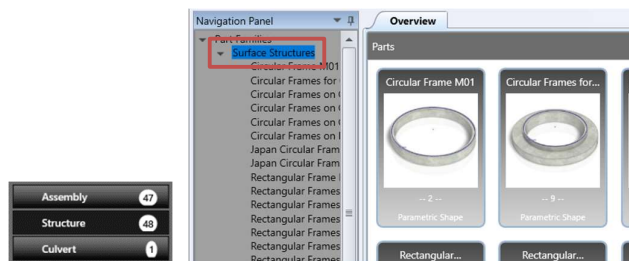 Navigation Panel
Part Families
Surface Structures
Circular Frame M01
Circular Frames for
Circular Frames on
Circular Frames on
Circular Frames on
Circular Frames on
Japan Circular Fram
Japan Circular Fram
Rectangular Frame
Rectangular Frames
Rectangular Frames
Rectangular Frames
Rectangular Frames
Rectangular Frames
Rectangular Frames
Overview
Parts
Circular Frame M01
-- 2 --
Parametric Shape
Circular Frames for...
-- 9 --
Parametric Shape
Rectangular...
Rectangular...
Assembly 47
Structure 48
Culvert 1